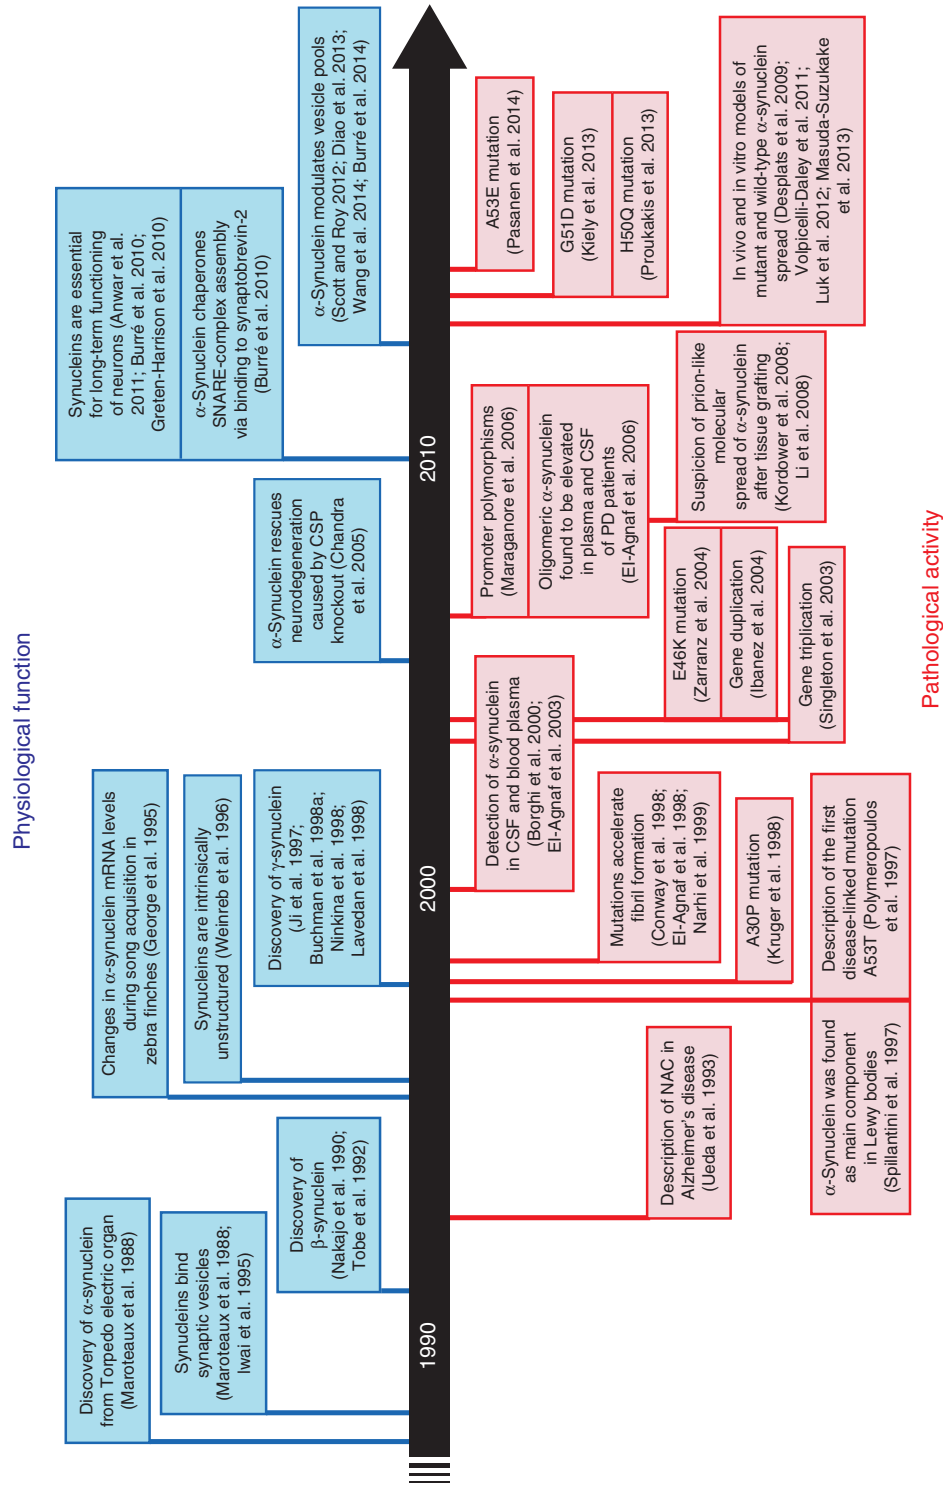 Physiological function
Discovery of α-synuclein
from Torpedo electric organ
(Maroteaux et al. 1988)
Synucleins bind
synaptic vesicles
(Maroteaux et al. 1988;
Iwai et al. 1995)
Discovery of
β-synuclein
(Nakajo et al. 1990;
Tobe et al. 1992)
Changes in α-synuclein mRNA levels
during song acquisition in
zebra finches (George et al. 1995)
Synucleins are intrinsically
unstructured (Weinreb et al. 1996)
Discovery of γ-synuclein
(Ji et al. 1997;
Buchman et al. 1998a;
Ninkina et al. 1998;
Lavedan et al. 1998)
α-Synuclein rescues
neurodegeneration
caused by CSP
knockout (Chandra
et al. 2005)
Synucleins are essential
for long-term functioning
of neurons (Anwar et al.
2011; Burré et al. 2010;
Greten-Harrison et al. 2010)
α-Synuclein chaperones
SNARE-complex assembly
via binding to synaptobrevin-2
(Burré et al. 2010)
α-Synuclein modulates vesicle pools
(Scott and Roy 2012; Diao et al. 2013;
Wang et al. 2014; Burré et al. 2014)
1990
2000
2010
Description of NAC in
Alzheimer's disease
(Ueda et al. 1993)
α-Synuclein was found
as main component
in Lewy bodies
(Spillantini et al. 1997)
Description of the first
disease-linked mutation
A53T (Polymeropoulos
et al. 1997)
A30P mutation
(Kruger et al. 1998)
Mutations accelerate
fibril formation
(Conway et al. 1998;
El-Agnaf et al. 1998;
Narhi et al. 1999)
Detection of α-synuclein
in CSF and blood plasma
(Borghi et al. 2000;
El-Agnaf et al. 2003)
Gene triplication
(Singleton et al. 2003)
E46K mutation
(Zarranz et al. 2004)
Gene duplication
(Ibanez et al. 2004)
Promoter polymorphisms
(Maraganore et al. 2006)
Oligomeric α-synuclein
found to be elevated
in plasma and CSF
of PD patients
(El-Agnaf et al. 2006)
Suspicion of prion-like
molecular
spread of α-synuclein
after tissue grafting
(Kordower et al. 2008;
Li et al. 2008)
In vivo and in vitro models of
mutant and wild-type α-synuclein
spread (Desplats et al. 2009;
Volpicelli-Daley et al. 2011;
Luk et al. 2012; Masuda-Suzukake
et al. 2013)
G51D mutation
(Kiely et al. 2013)
H50Q mutation
(Proukakis et al. 2013)
A53E mutation
(Pasanen et al. 2014)
Pathological activity